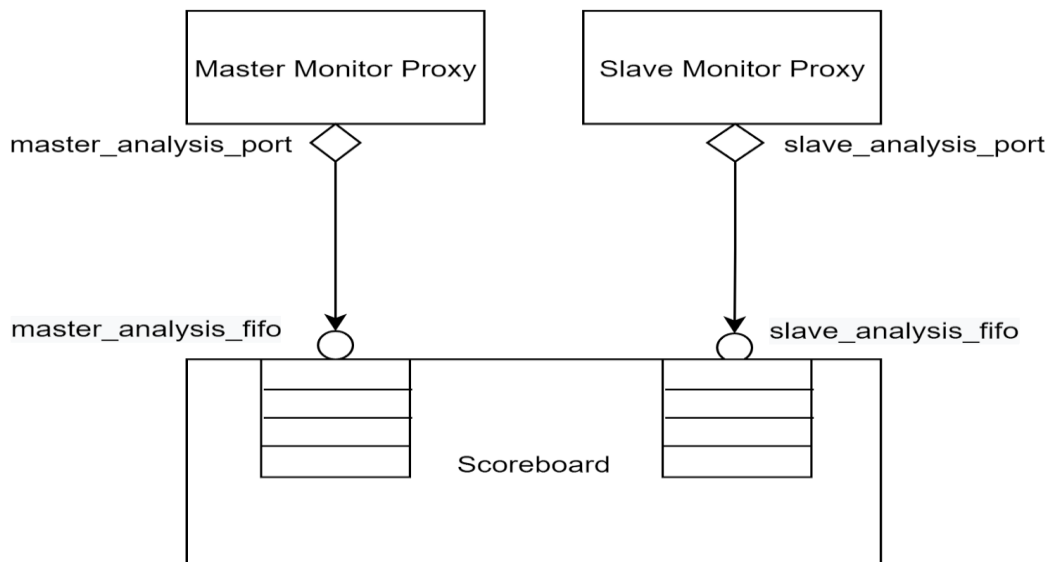 Master Monitor Proxy
Slave Monitor Proxy
master_analysis_port
slave_analysis_port
master_analysis_fifo
slave_analysis_fifo
Scoreboard